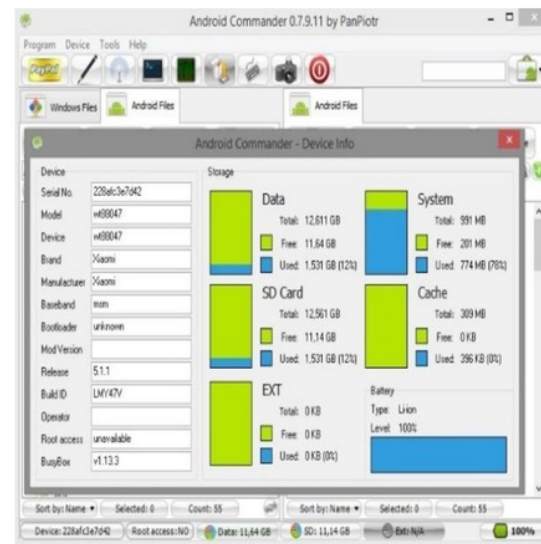 Android Commander 0.7.9.11 by PanPiotr
Program Device Tools Help
PayPal
Windows Files Android Files Android Files
Android Commander - Device Info
Device
Serial No. 228afc3e7d42
Model wt88047
Device wt88047
Brand Xiaomi
Manufacturer Xiaomi
Baseband msm
Bootloader unknown
Mod Version
Release 5.1.1
Build ID LMY47V
Operator
Root access unavailable
BusyBox v1.13.3
Storage
Data
Total: 12,611 GB
Free: 11,64 GB
Used: 1,531 GB (12%)
System
Total: 991 MB
Free: 201 MB
Used: 774 MB (78%)
SD Card
Total: 12,561 GB
Free: 11,14 GB
Used: 1,531 GB (12%)
Cache
Total: 309 MB
Free: 0 KB
Used: 396 KB (0%)
EXT
Total: 0 KB
Free: 0 KB
Used: 0 KB (0%)
Battery
Type: Li-ion
Level: 100%
Sort by: Name Selected: 0 Count: 55 Sort by: Name Selected: 0 Count: 55
Device: 228afc3e7d42 Root access: NO Data: 11,64 GB SD: 11,14 GB Ext: N/A 100%